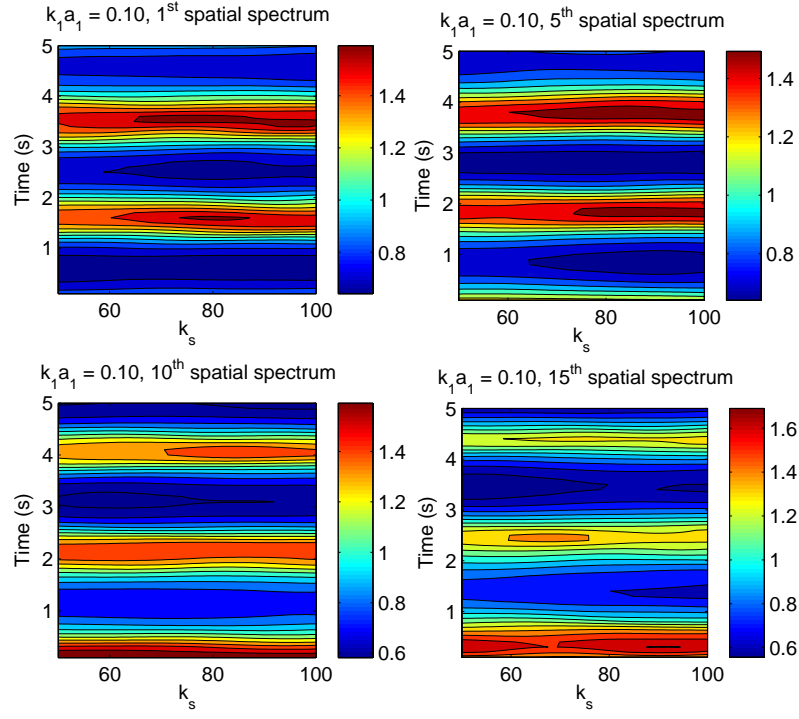 k₁a₁ = 0.10, 1ˢᵗ spatial spectrum
5
4
3
2
1
Time (s)
60 80 100
kₛ
1.4
1.2
1
0.8
k₁a₁ = 0.10, 5ᵗʰ spatial spectrum
5
4
3
2
1
Time (s)
60 80 100
kₛ
1.4
1.2
1
0.8
k₁a₁ = 0.10, 10ᵗʰ spatial spectrum
5
4
3
2
1
Time (s)
60 80 100
kₛ
1.4
1.2
1
0.8
0.6
k₁a₁ = 0.10, 15ᵗʰ spatial spectrum
5
4
3
2
1
Time (s)
60 80 100
kₛ
1.6
1.4
1.2
1
0.8
0.6